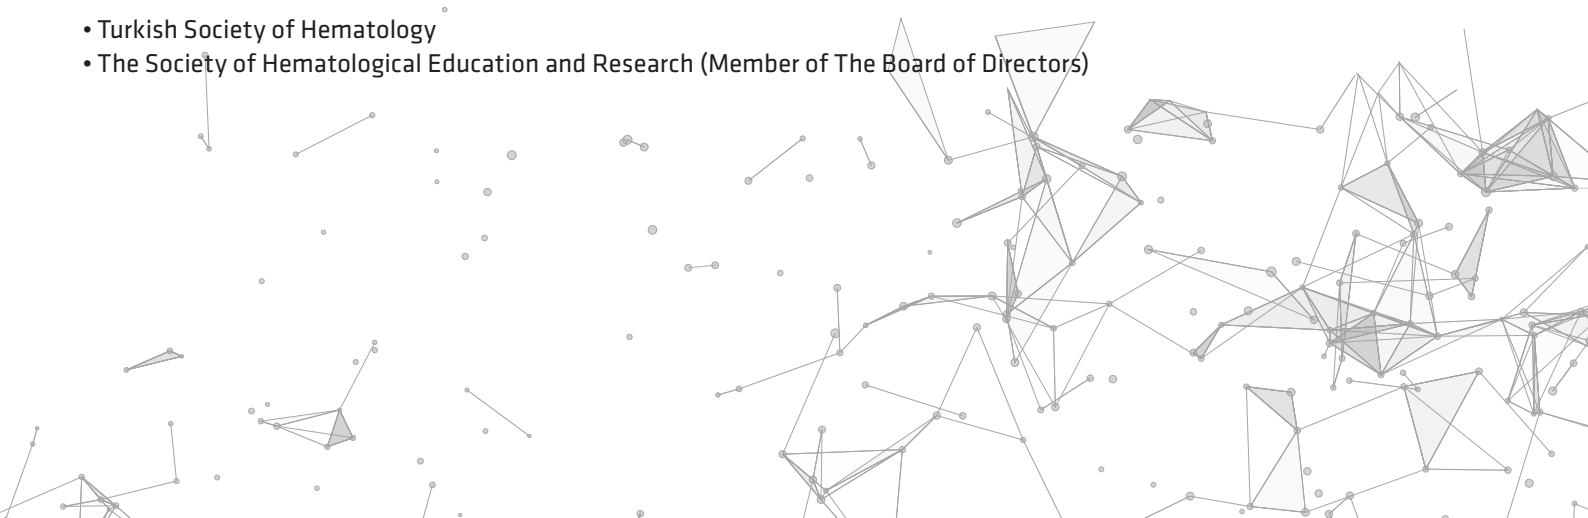 • Turkish Society of Hematology
• The Society of Hematological Education and Research (Member of The Board of Directors)